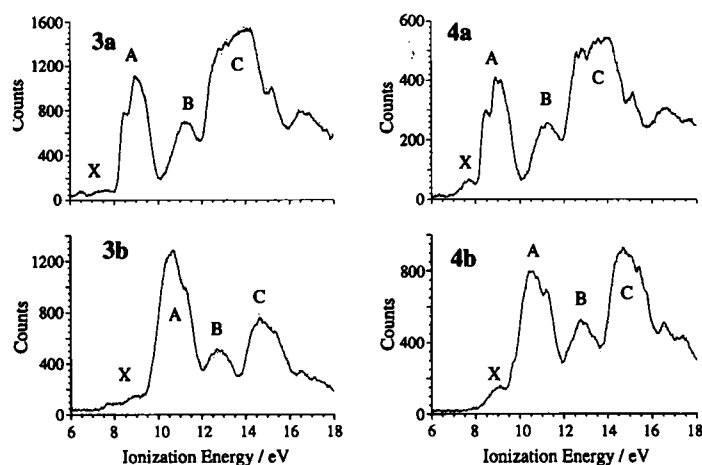 3a
A
B
C
X
Counts
1600
1200
800
400
0
6 8 10 12 14 16 18
4a
A
B
C
X
Counts
600
400
200
0
6 8 10 12 14 16 18
3b
A
B
C
X
Counts
1200
800
400
0
6 8 10 12 14 16 18
Ionization Energy / eV
4b
A
B
C
X
Counts
800
400
0
6 8 10 12 14 16 18
Ionization Energy / eV